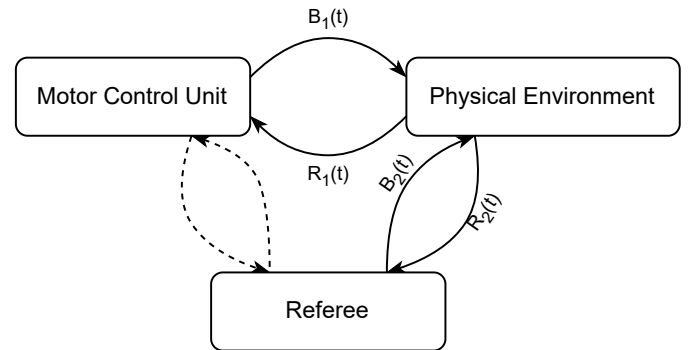 B₁(t)
Motor Control Unit
Physical Environment
R₁(t)
B₂(t)
R₂(t)
Referee